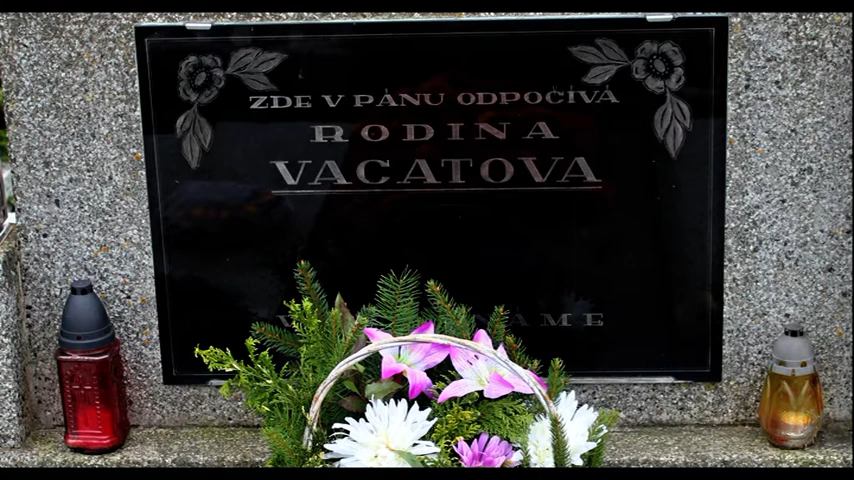 ZDE V PÁNU ODPOČÍVÁ
RODINA
VACATOVA